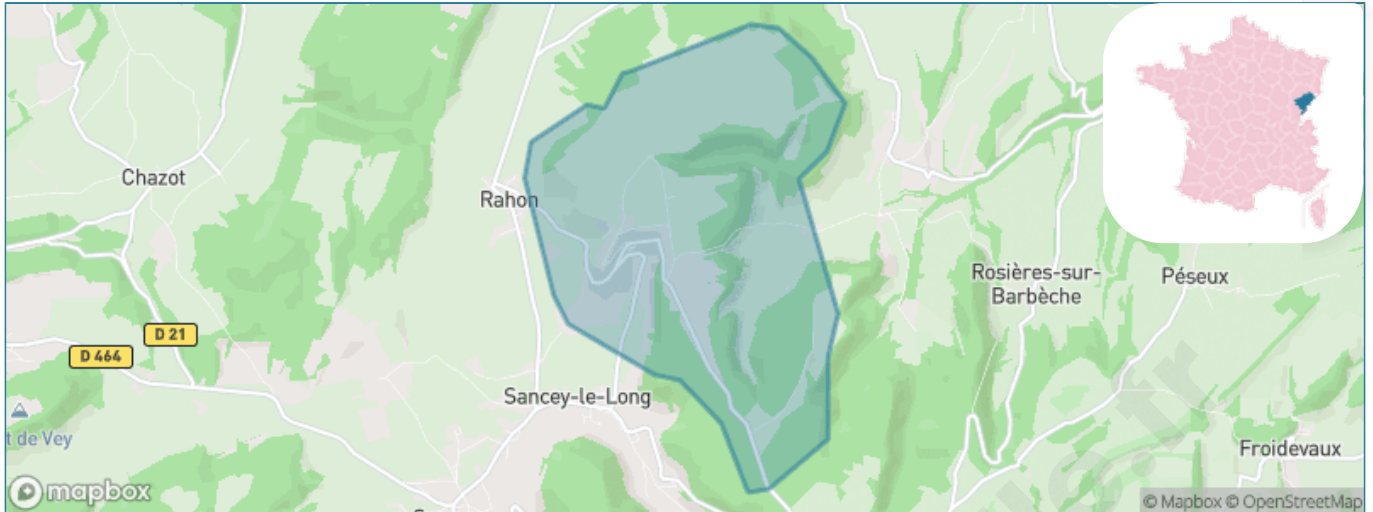 Chazot
Rahon
Rosières-sur-
Barbèche
Péseux
D 21
D 464
Sancey-le-Long
t de Vey
Froidevaux
mapbox
© Mapbox © OpenStreetMap